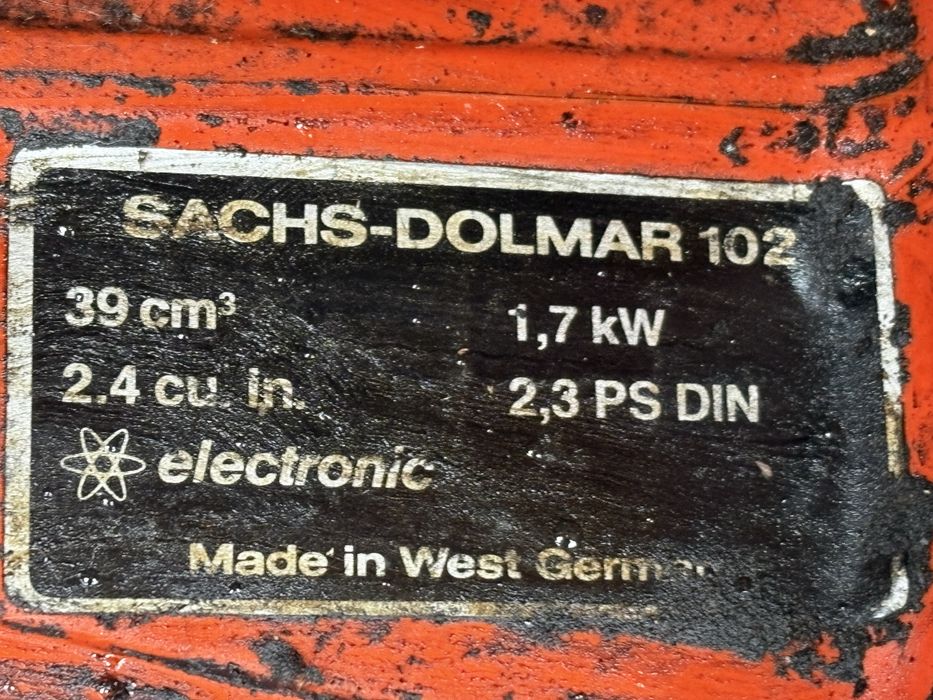 SACHS-DOLMAR 102
39 cm³ 1,7 kW
2.4 cu. in. 2,3 PS DIN
electronic
Made in West